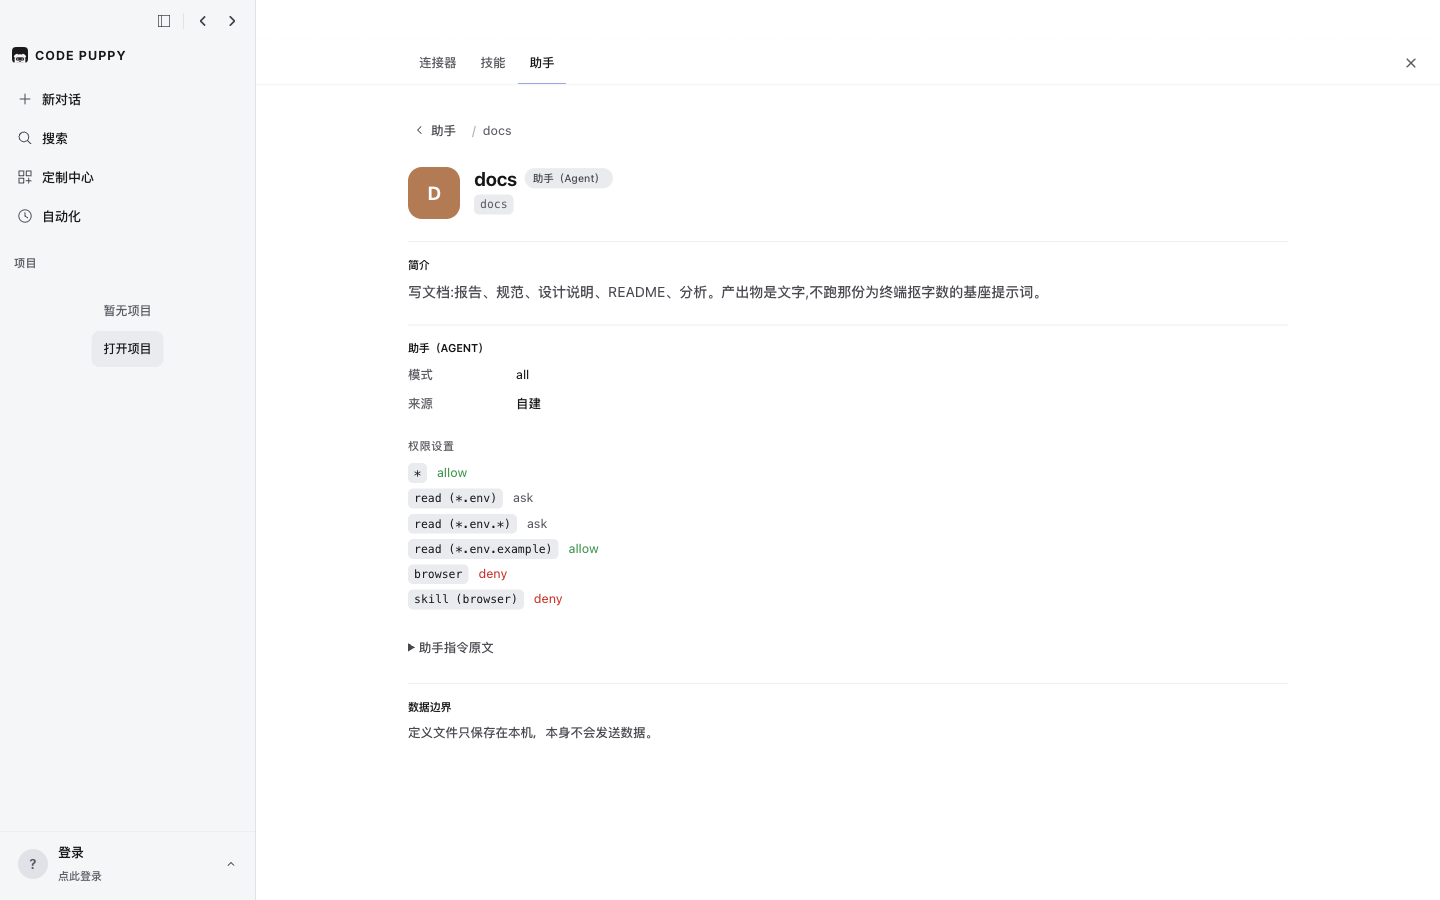 CODE PUPPY
新对话
搜索
定制中心
自动化
项目
暂无项目
打开项目
?
登录
点此登录
连接器 技能 助手
助手 / docs
D
docs 助手（Agent）
docs
简介
写文档:报告、规范、设计说明、README、分析。产出物是文字,不跑那份为终端抠字数的基座提示词。
助手（AGENT）
模式 all
来源 自建
权限设置
* allow
read (*.env) ask
read (*.env.*) ask
read (*.env.example) allow
browser deny
skill (browser) deny
助手指令原文
数据边界
定义文件只保存在本机，本身不会发送数据。